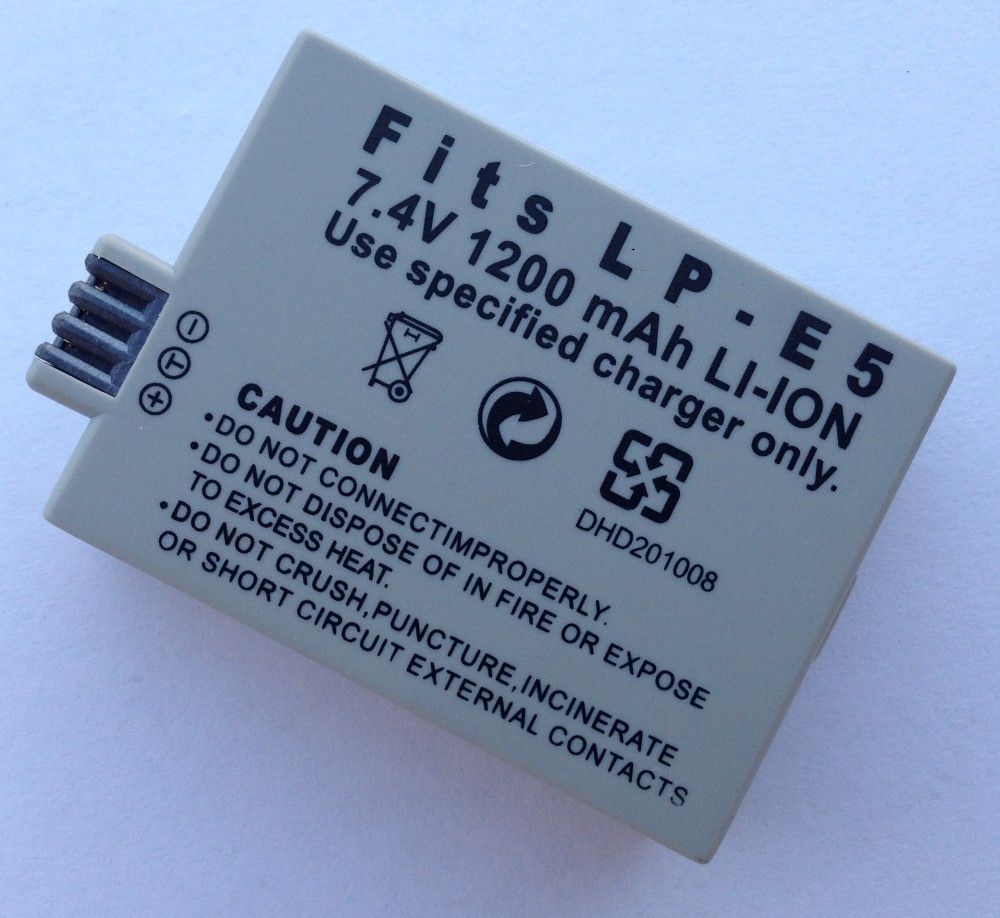 Fits LP-E5
7.4V 1200 mAh LI-ION
Use specified charger only.
DHD201008
CAUTION
•DO NOT CONNECTIMPROPERLY.
•DO NOT DISPOSE OF IN FIRE OR EXPOSE
TO EXCESS HEAT.
•DO NOT CRUSH,PUNCTURE,INCINERATE
OR SHORT CIRCUIT EXTERNAL CONTACTS
−
T
+